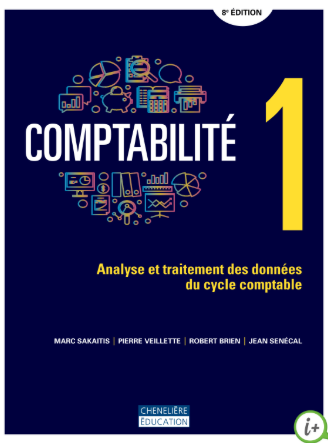 8e ÉDITION
COMPTABILITÉ 1
Analyse et traitement des données
du cycle comptable
MARC SAKAITIS | PIERRE VEILLETTE | ROBERT BRIEN | JEAN SENÉCAL
CHENELIÈRE
ÉDUCATION
i+